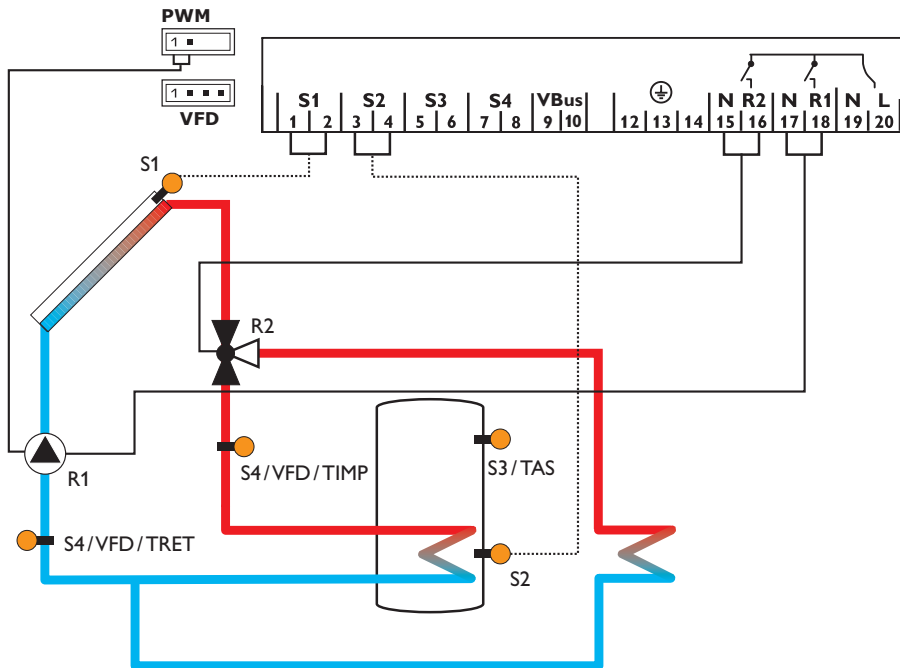 PWM
1
1
VFD
S1 S2 S3 S4 VBus N R2 N R1 N L
1 2 3 4 5 6 7 8 9 10 12 13 14 15 16 17 18 19 20
S1
R2
S4/VFD/TIMP
S3/TAS
R1
S4/VFD/TRET
S2